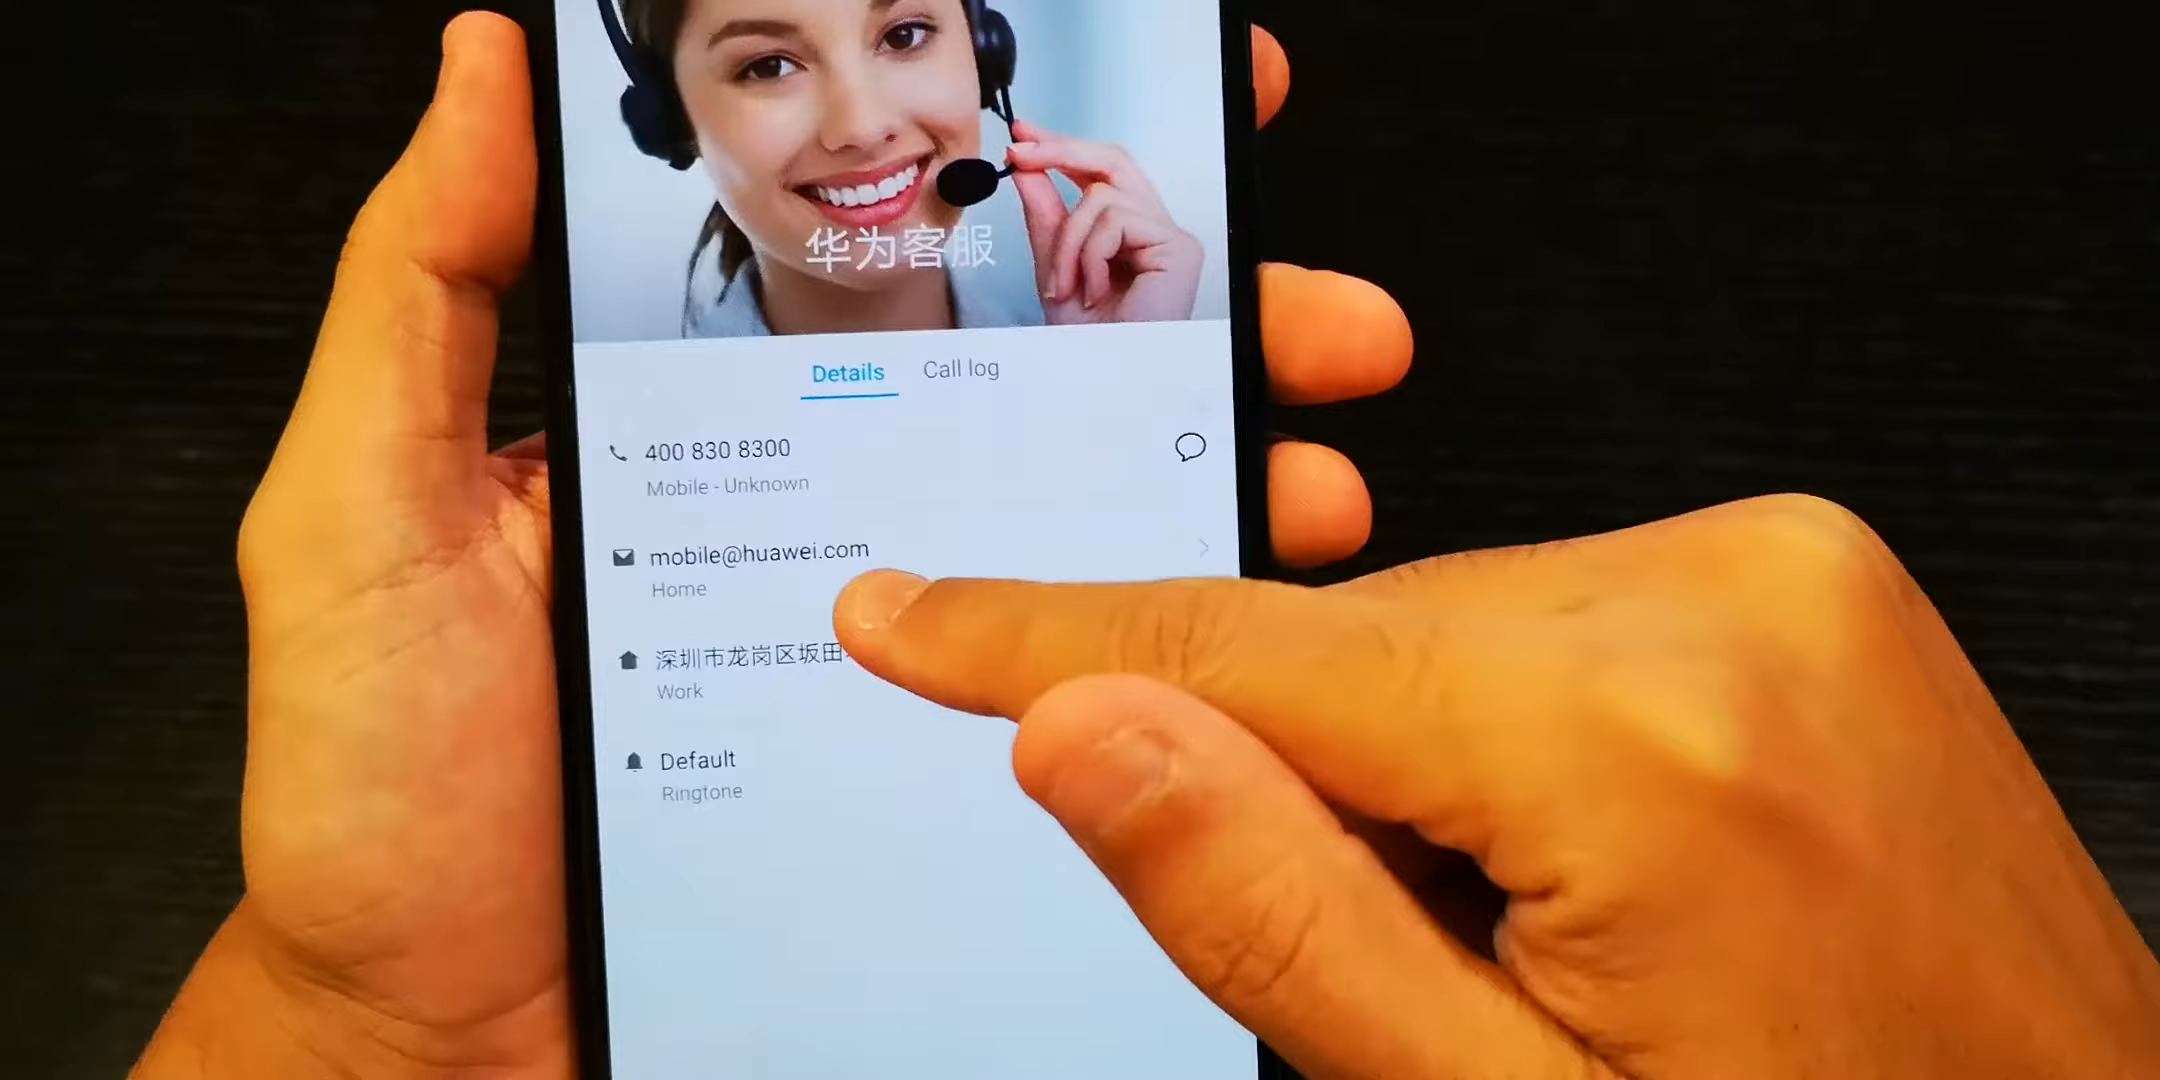 华为客服
Details
Call log
400 830 8300
Mobile - Unknown
mobile@huawei.com
Home
深圳市龙岗区坂田
Work
Default
Ringtone